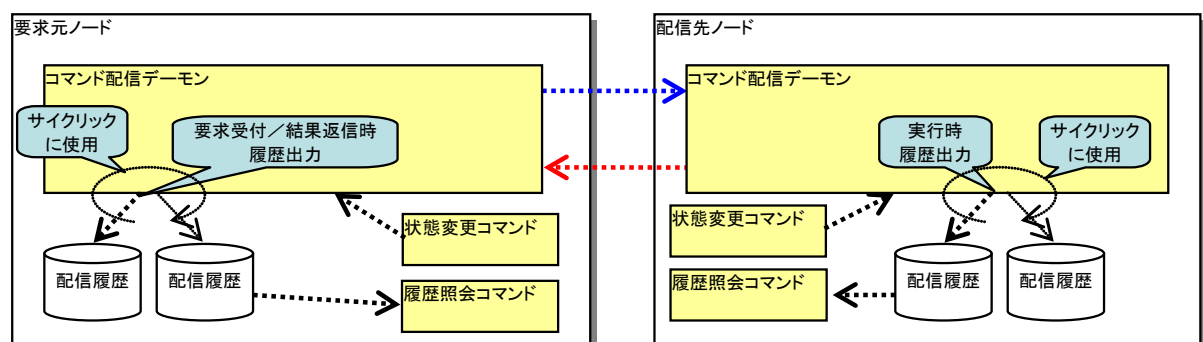 要求元ノード
コマンド配信デーモン
サイクリック
に使用
要求受付／結果返信時
履歴出力
状態変更コマンド
配信履歴
配信履歴
履歴照会コマンド
配信先ノード
コマンド配信デーモン
実行時
履歴出力
サイクリック
に使用
状態変更コマンド
履歴照会コマンド
配信履歴
配信履歴